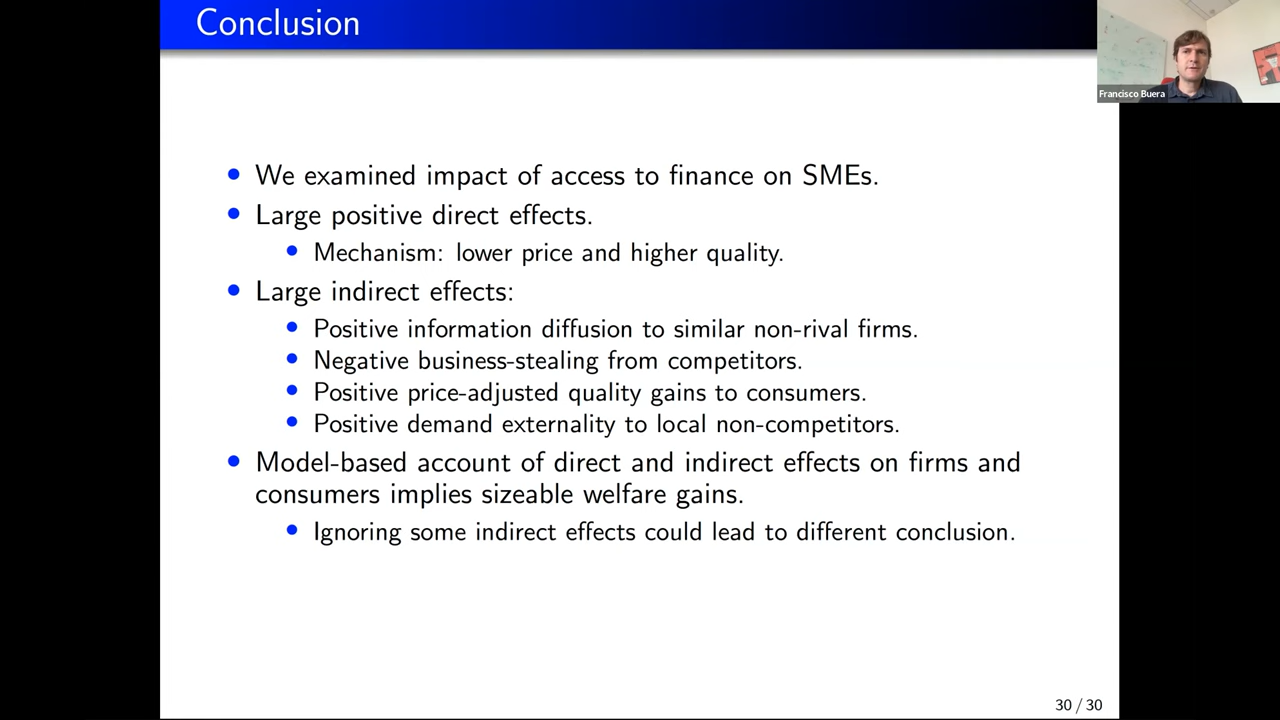 Conclusion
Francisco Buera
• We examined impact of access to finance on SMEs.
• Large positive direct effects.
• Mechanism: lower price and higher quality.
• Large indirect effects:
• Positive information diffusion to similar non-rival firms.
• Negative business-stealing from competitors.
• Positive price-adjusted quality gains to consumers.
• Positive demand externality to local non-competitors.
• Model-based account of direct and indirect effects on firms and
consumers implies sizeable welfare gains.
• Ignoring some indirect effects could lead to different conclusion.
30 / 30